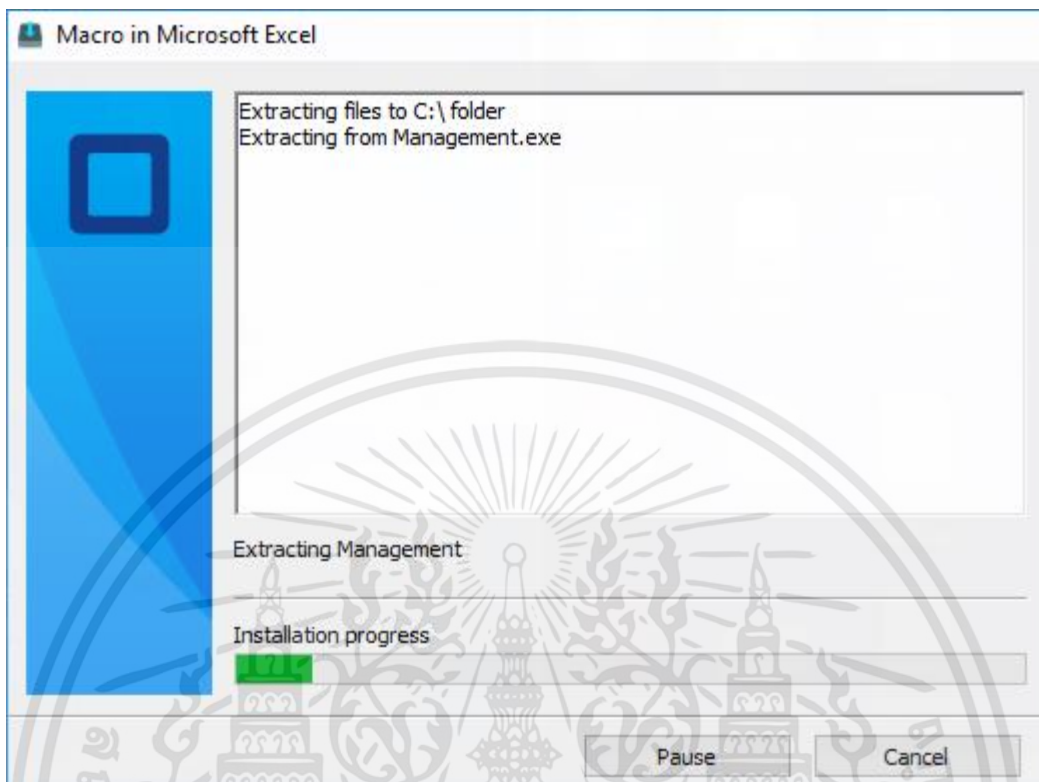 Macro in Microsoft Excel
Extracting files to C:\ folder
Extracting from Management.exe
Extracting Management
Installation progress
Pause
Cancel